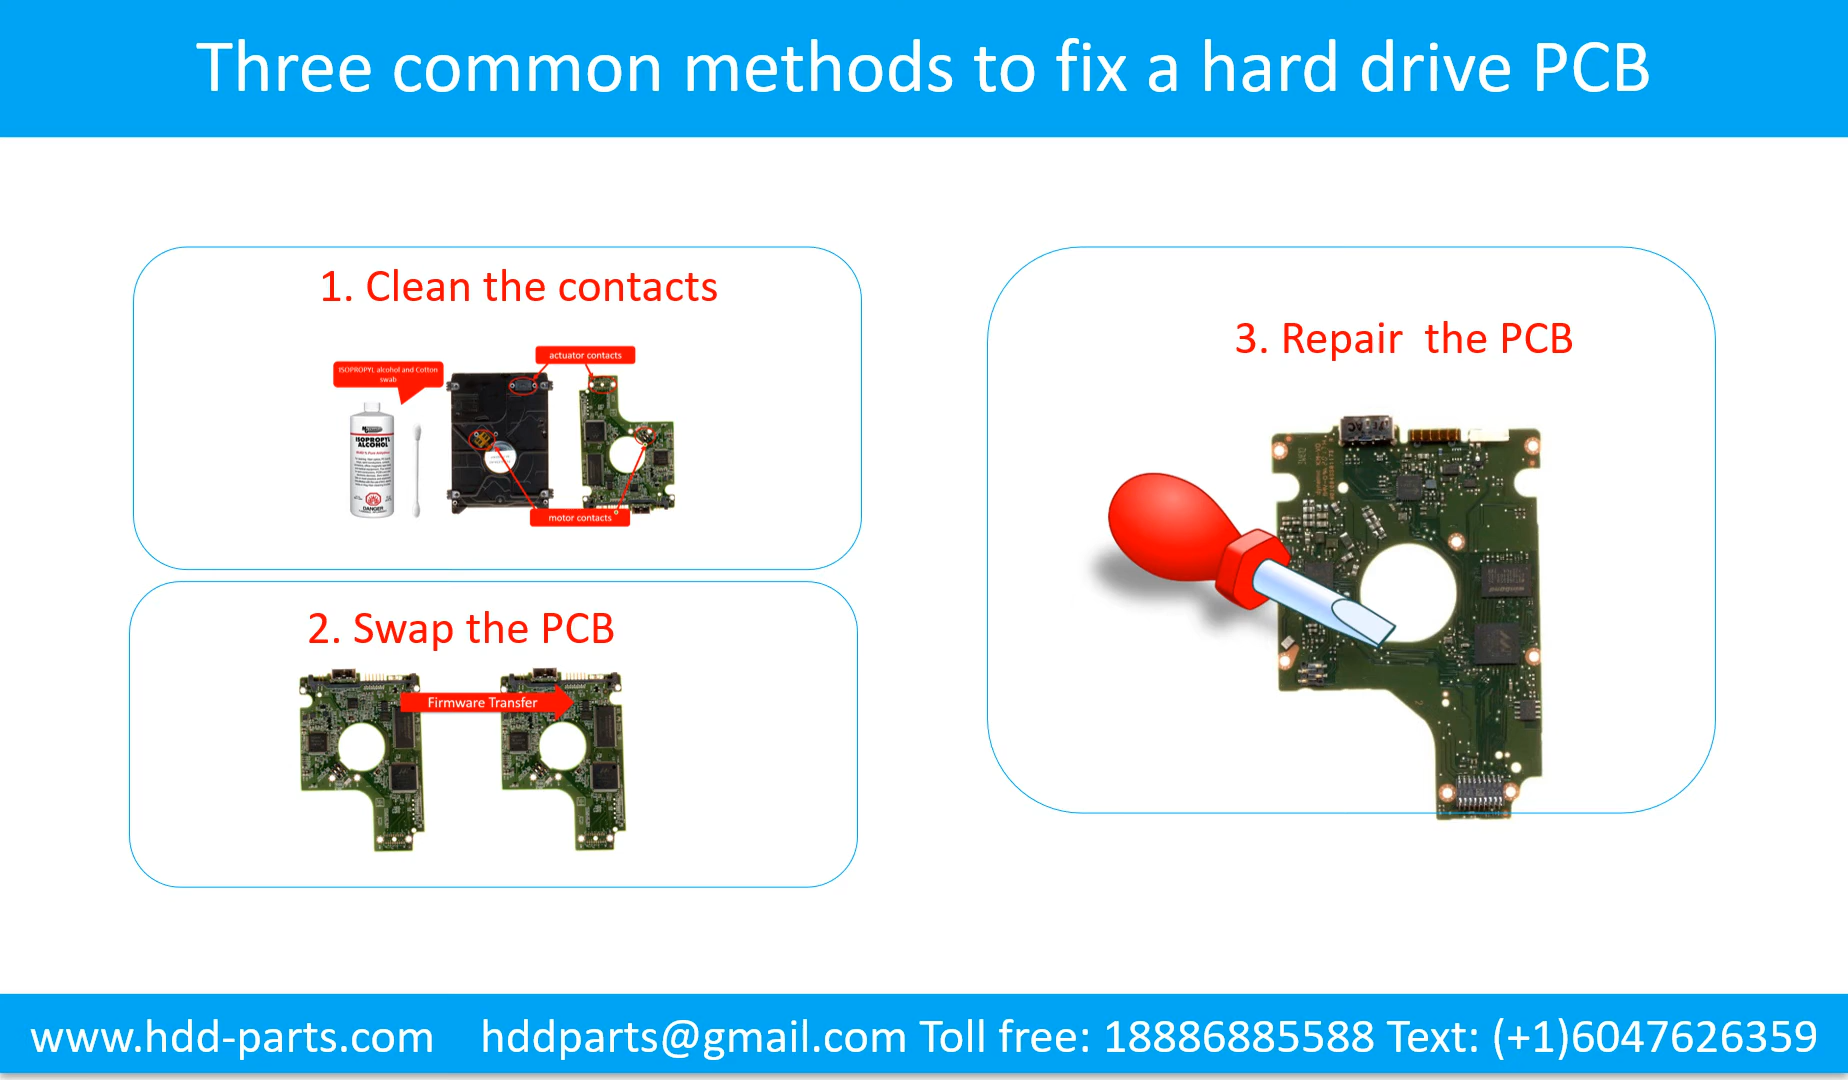 Three common methods to fix a hard drive PCB
1. Clean the contacts
actuator contacts
ISOPROPYL alcohol and Cotton
swab
ISOPROPYL
ALCOHOL
DANGER
motor contacts
2. Swap the PCB
Firmware Transfer
3. Repair the PCB
www.hdd-parts.com hddparts@gmail.com Toll free: 18886885588 Text: (+1)6047626359